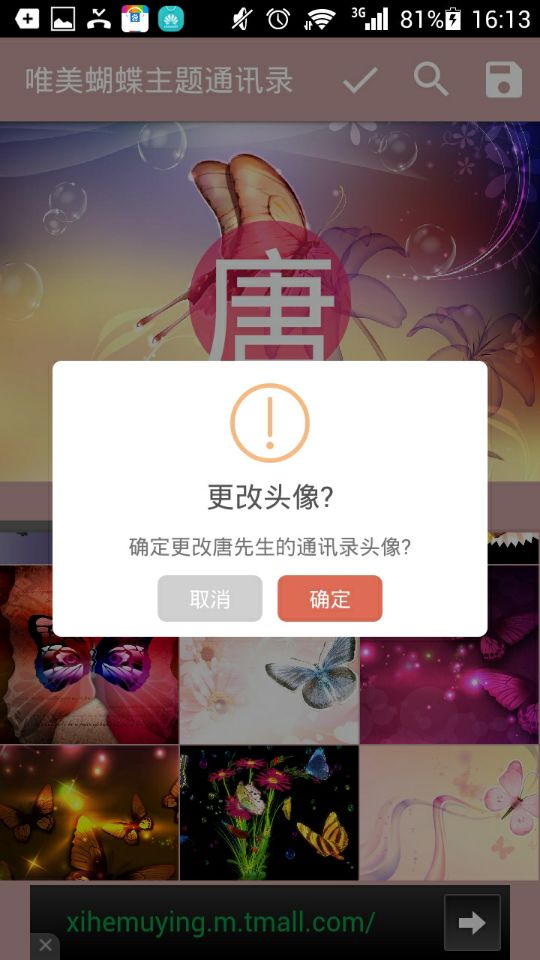 3G 81% 16:13
唯美蝴蝶主题通讯录
唐
更改头像?
确定更改唐先生的通讯录头像?
取消 确定
xihemuying.m.tmall.com/